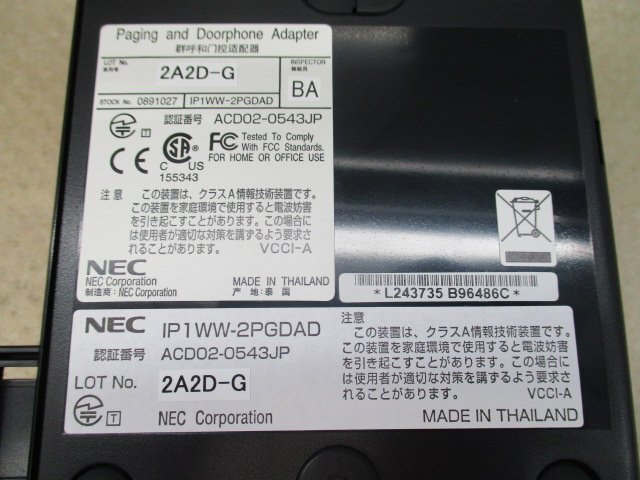 Paging and Doorphone Adapter
群呼和门控适配器
LOT No.
系列号
2A2D-G
INSPECTOR
検験員
BA
STOCK No. 0891027 IP1WW-2PGDAD
T 認証番号 ACD02-0543JP
CE SA C US 155343
FC Tested To Comply
With FCC Standards.
FOR HOME OR OFFICE USE
注意 この装置は、クラスA情報技術装置です。
この装置を家庭環境で使用すると電波妨害
を引き起こすことがあります。この場合に
は使用者が適切な対策を講ずるよう要求さ
れることがあります。 VCCI-A
NEC
NEC Corporation
制造商：NEC Corporation
MADE IN THAILAND
产 地：泰 国
*L243735 B96486C*
NEC IP1WW-2PGDAD
認証番号 ACD02-0543JP
LOT No. 2A2D-G
T NEC Corporation
注意
この装置は、クラスA情報技術装置です。
この装置を家庭環境で使用すると電波妨
害を引き起こすことがあります。この場合に
は使用者が適切な対策を講ずるよう要求さ
れることがあります。 VCCI-A
MADE IN THAILAND